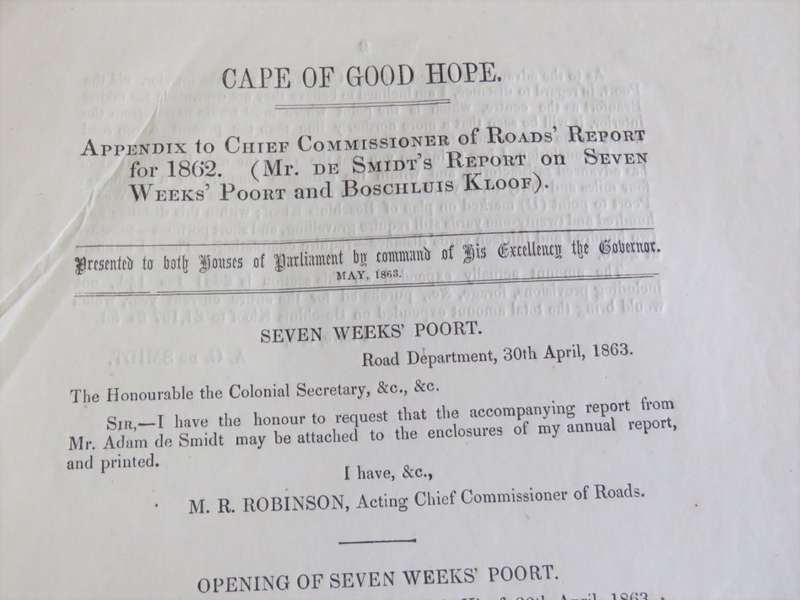 CAPE OF GOOD HOPE.
APPENDIX to CHIEF COMMISSIONER of ROADS' REPORT
for 1862. (Mr. DE SMIDT'S REPORT on SEVEN
WEEKS' POORT and BOSCHLUIS KLOOF).
Presented to both Houses of Parliament by command of His Excellency the Governor.
MAY, 1863.
SEVEN WEEKS' POORT.
Road Department, 30th April, 1863.
The Honourable the Colonial Secretary, &c., &c.
SIR,—I have the honour to request that the accompanying report from
Mr. Adam de Smidt may be attached to the enclosures of my annual report,
and printed.
I have, &c.,
M. R. ROBINSON, Acting Chief Commissioner of Roads.
OPENING OF SEVEN WEEKS' POORT.
April, 1863